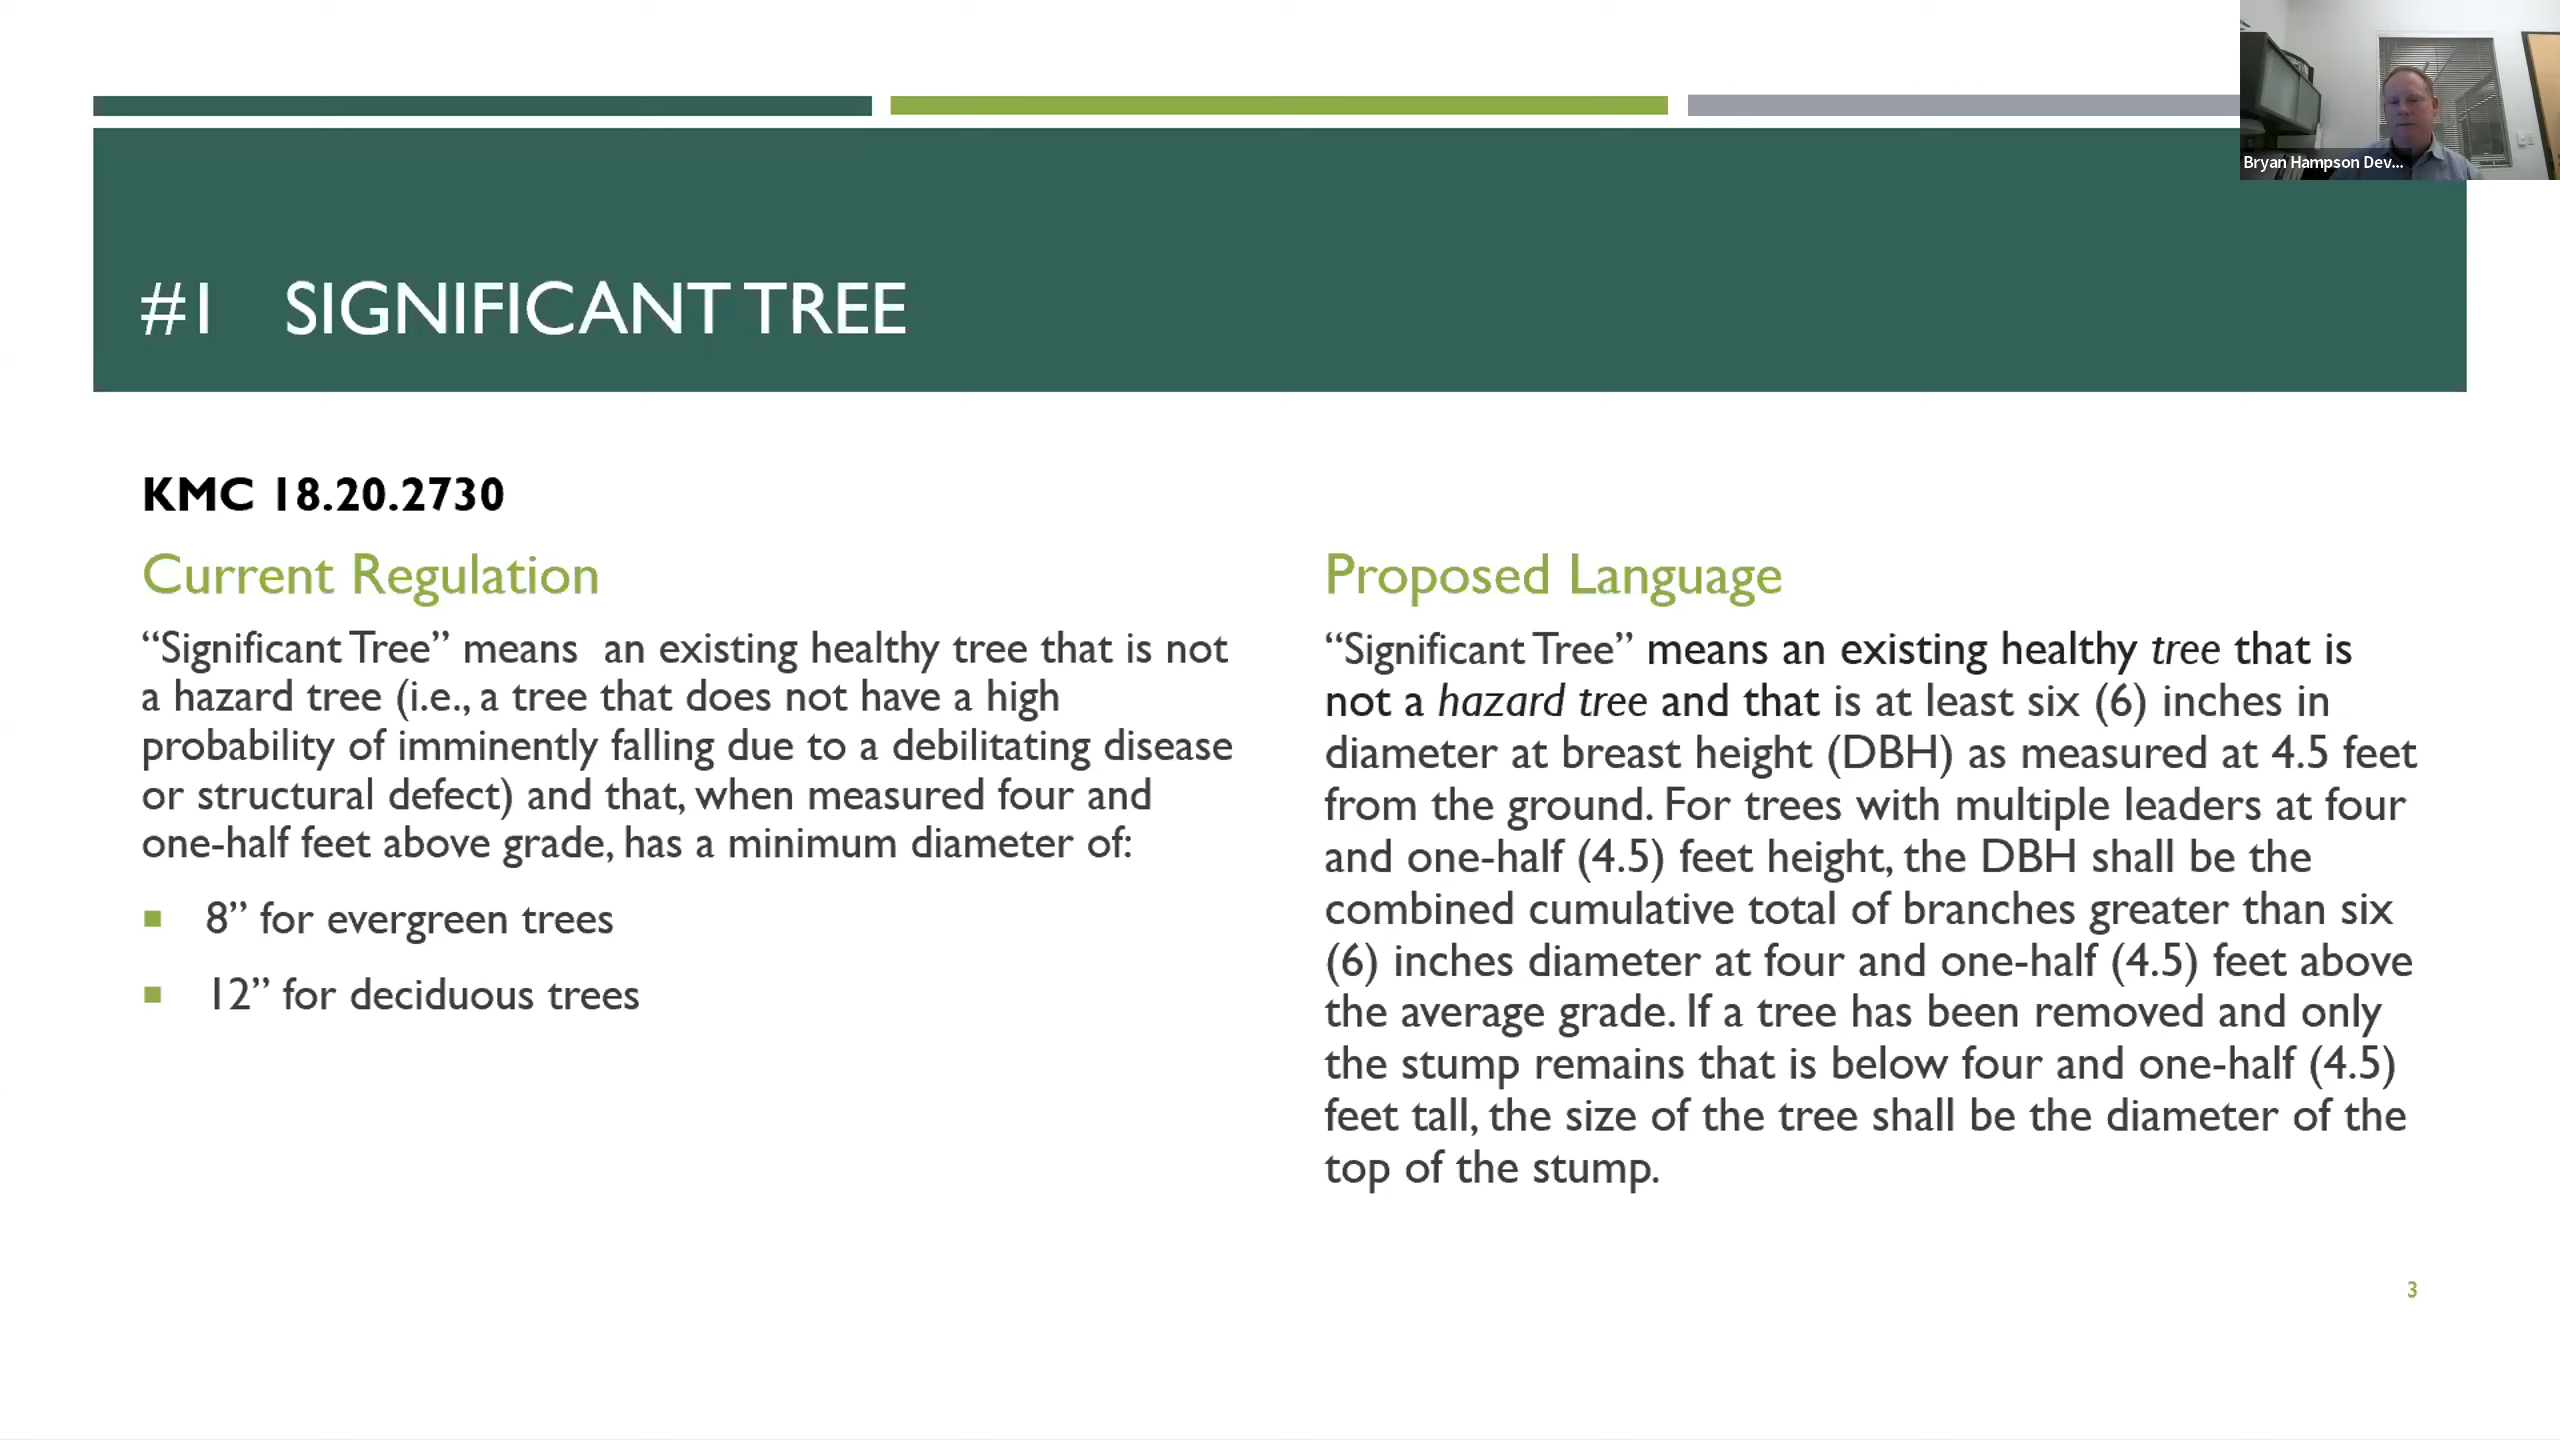 Bryan Hampson Dev...
#1 SIGNIFICANT TREE
KMC 18.20.2730
Current Regulation
“Significant Tree” means an existing healthy tree that is not
a hazard tree (i.e., a tree that does not have a high
probability of imminently falling due to a debilitating disease
or structural defect) and that, when measured four and
one-half feet above grade, has a minimum diameter of:
■ 8” for evergreen trees
■ 12” for deciduous trees
Proposed Language
“Significant Tree” means an existing healthy tree that is
not a hazard tree and that is at least six (6) inches in
diameter at breast height (DBH) as measured at 4.5 feet
from the ground. For trees with multiple leaders at four
and one-half (4.5) feet height, the DBH shall be the
combined cumulative total of branches greater than six
(6) inches diameter at four and one-half (4.5) feet above
the average grade. If a tree has been removed and only
the stump remains that is below four and one-half (4.5)
feet tall, the size of the tree shall be the diameter of the
top of the stump.
3